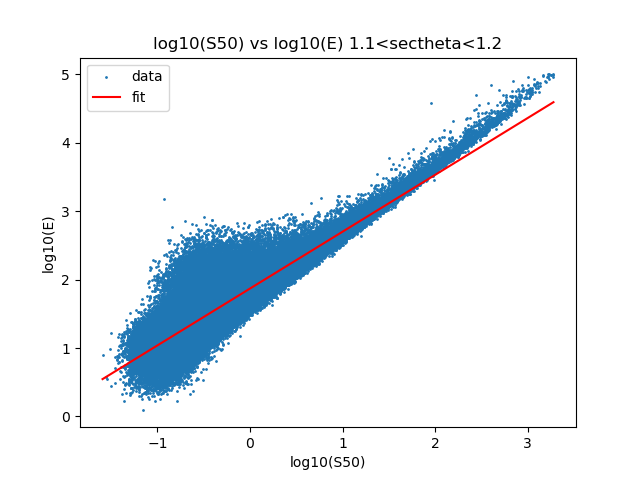 log10(S50) vs log10(E) 1.1<sectheta<1.2
data
fit
5
4
3
2
1
0
log10(E)
−1 0 1 2 3
log10(S50)